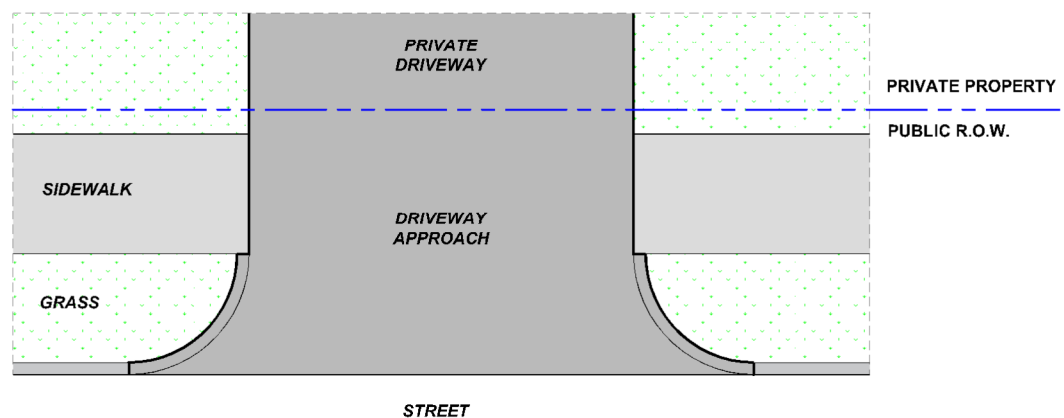 PRIVATE
DRIVEWAY
PRIVATE PROPERTY
PUBLIC R.O.W.
SIDEWALK
DRIVEWAY
APPROACH
GRASS
STREET